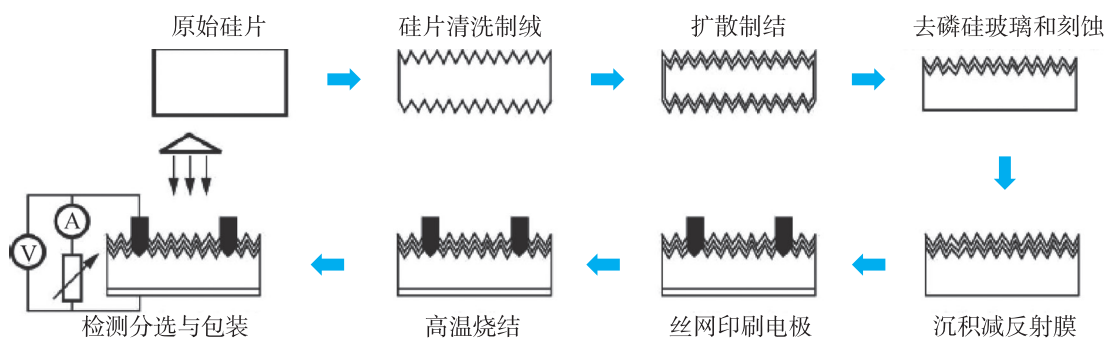 原始硅片
硅片清洗制绒
扩散制结
去磷硅玻璃和刻蚀
A
V
检测分选与包装
高温烧结
丝网印刷电极
沉积减反射膜